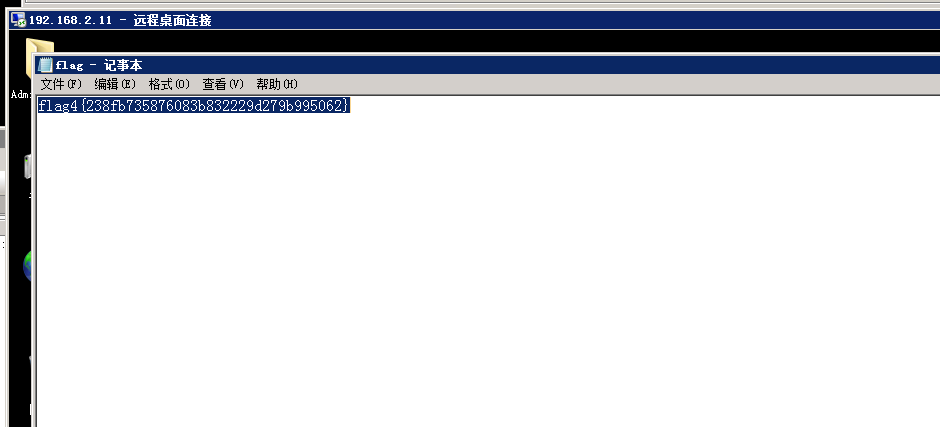 192.168.2.11 - 远程桌面连接
flag - 记事本
文件(F) 编辑(E) 格式(O) 查看(V) 帮助(H)
flag4{238fb735876083b832229d279b995062}